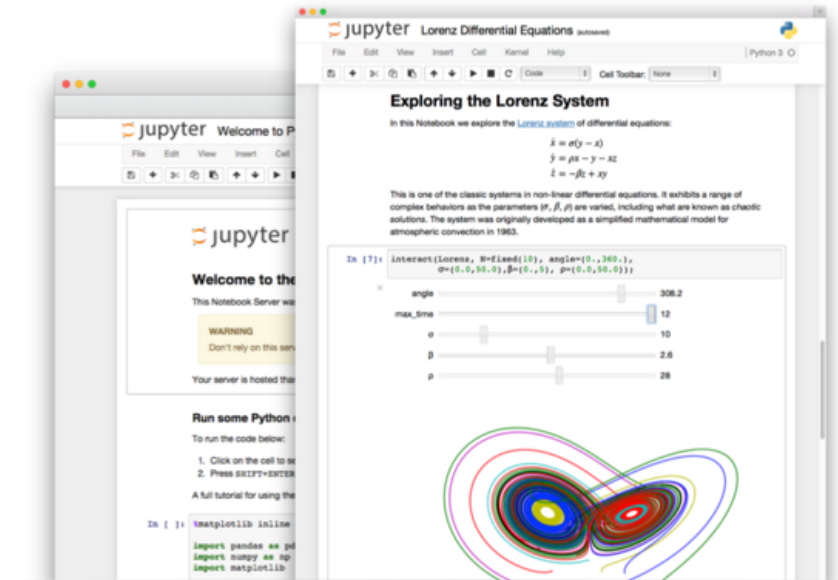 jupyter Welcome to P
File Edit View Insert Cell
jupyter
Welcome to the
This Notebook Server was
WARNING
Don't rely on this serv
Your server is hosted than
Run some Python
To run the code below:
1. Click on the cell to se
2. Press SHIFT+ENTER
A full tutorial for using the
In [ ]: %matplotlib inline
import pandas as pd
import numpy as np
import matplotlib
jupyter Lorenz Differential Equations (autosaved)
File Edit View Insert Cell Kernel Help Python 3
Code Cell Toolbar: None
Exploring the Lorenz System
In this Notebook we explore the Lorenz system of differential equations:
ẋ = σ(y − x)
ẏ = ρx − y − xz
ż = −βz + xy
This is one of the classic systems in non-linear differential equations. It exhibits a range of
complex behaviors as the parameters (σ, β, ρ) are varied, including what are known as chaotic
solutions. The system was originally developed as a simplified mathematical model for
atmospheric convection in 1963.
In [7]: interact(Lorenz, N=fixed(10), angle=(0.,360.),
σ=(0.0,50.0),β=(0.,5), ρ=(0.0,50.0));
angle 308.2
max_time 12
σ 10
β 2.6
ρ 28